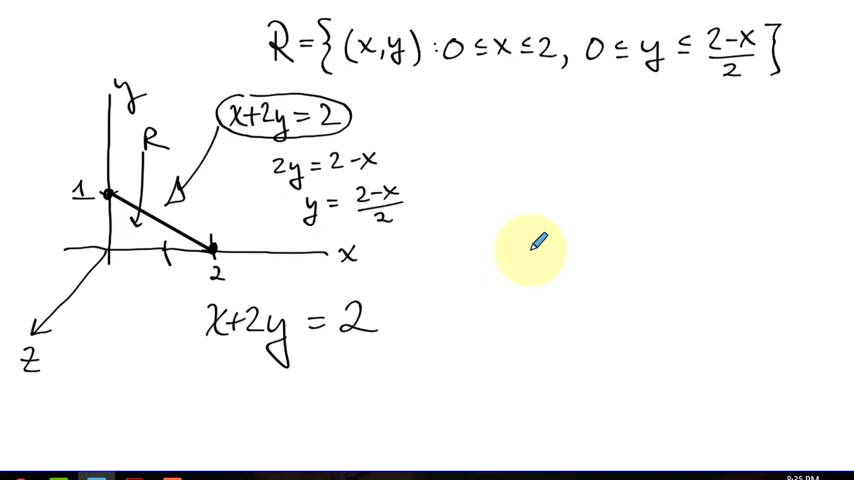 R = { (x,y) : 0 ≤ x ≤ 2, 0 ≤ y ≤ (2-x)/2 }
y
x+2y = 2
R
2y = 2-x
1
y = (2-x)/2
x
2
x+2y = 2
z